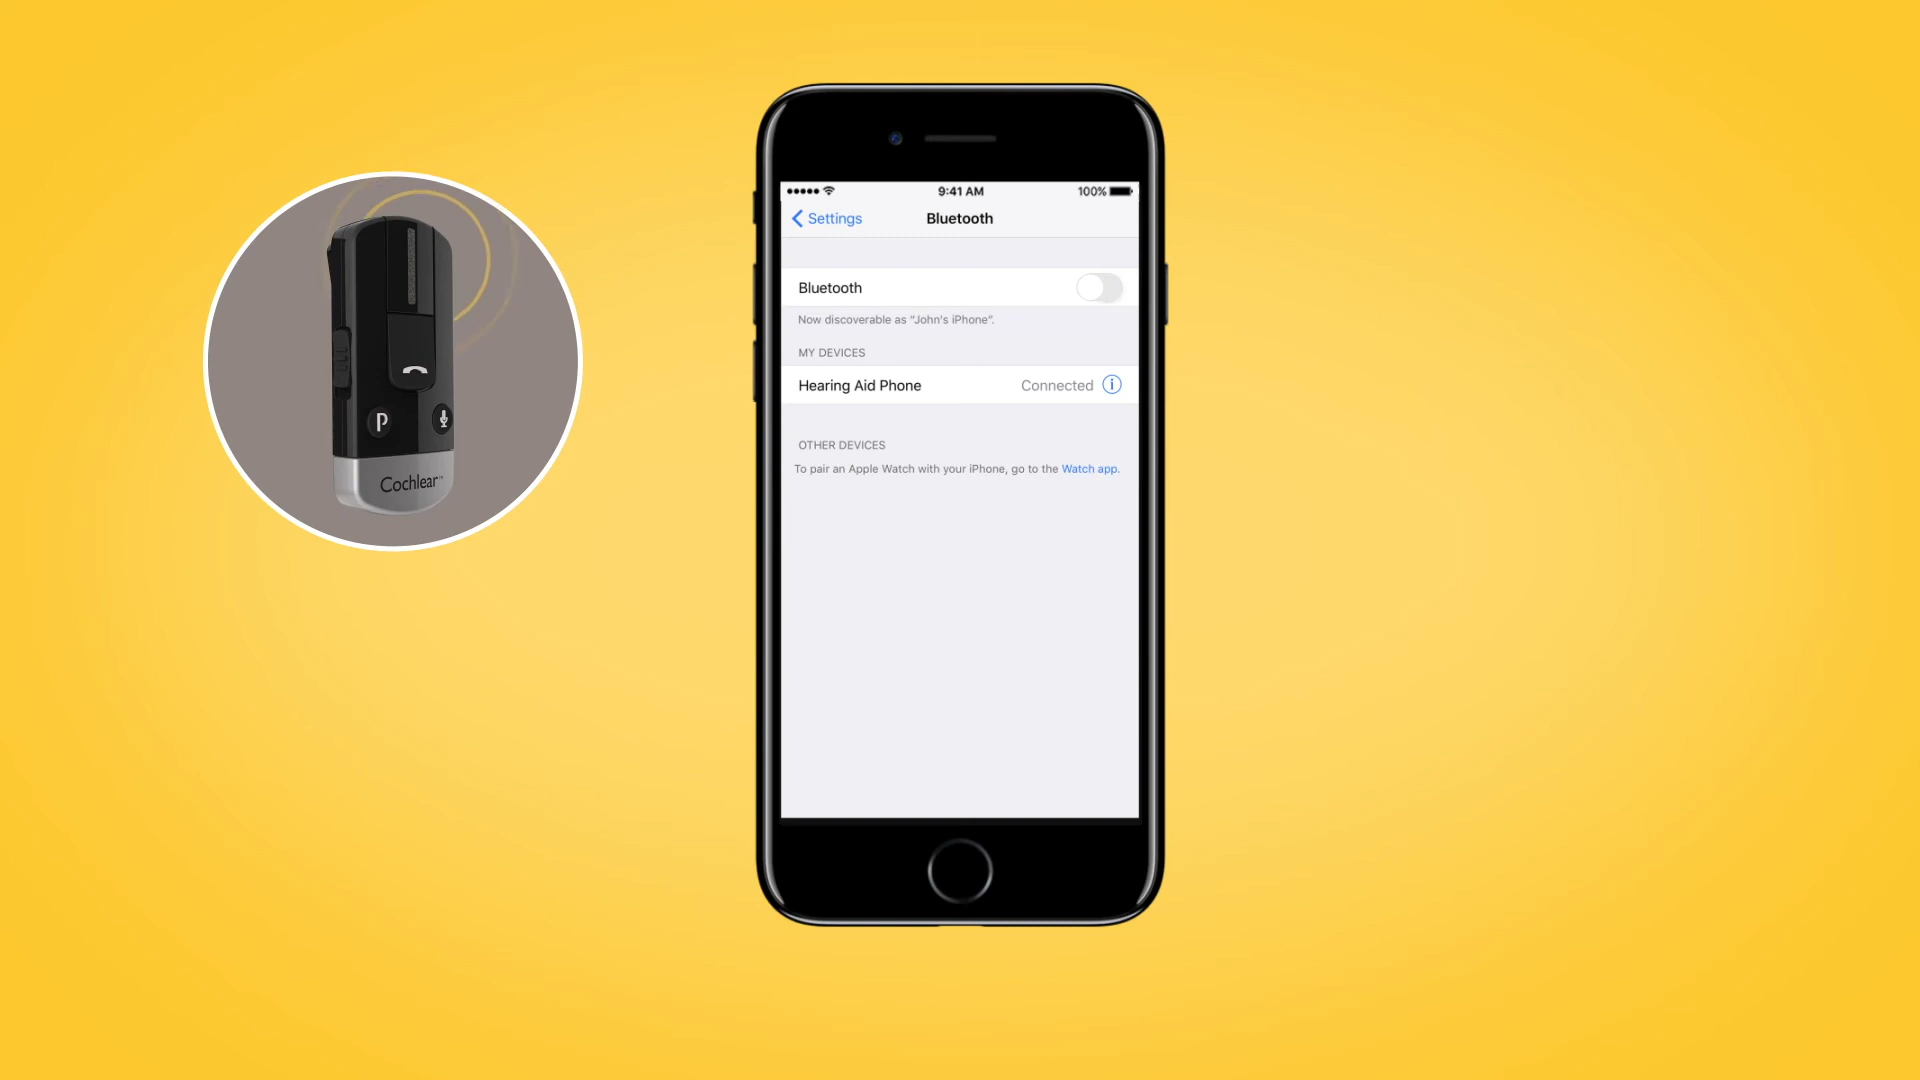 9:41 AM
100%
Settings
Bluetooth
Bluetooth
Now discoverable as "John's iPhone".
MY DEVICES
Hearing Aid Phone
Connected
OTHER DEVICES
To pair an Apple Watch with your iPhone, go to the Watch app.
P
Cochlear™